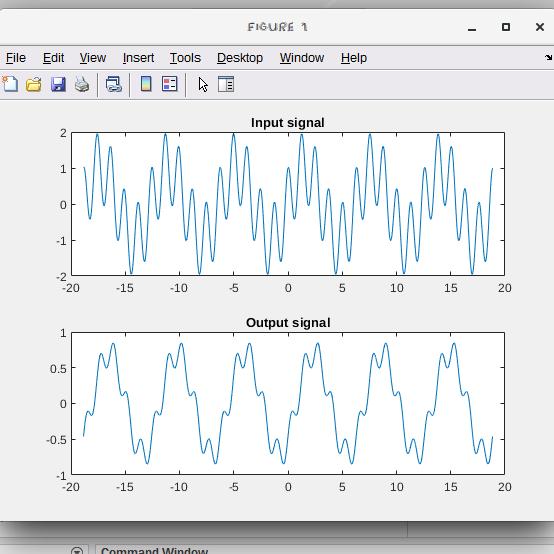 FIGURE 1
File Edit View Insert Tools Desktop Window Help
Input signal
2
1
0
-1
-2
-20 -15 -10 -5 0 5 10 15 20
Output signal
1
0.5
0
-0.5
-1
-20 -15 -10 -5 0 5 10 15 20
Command Window